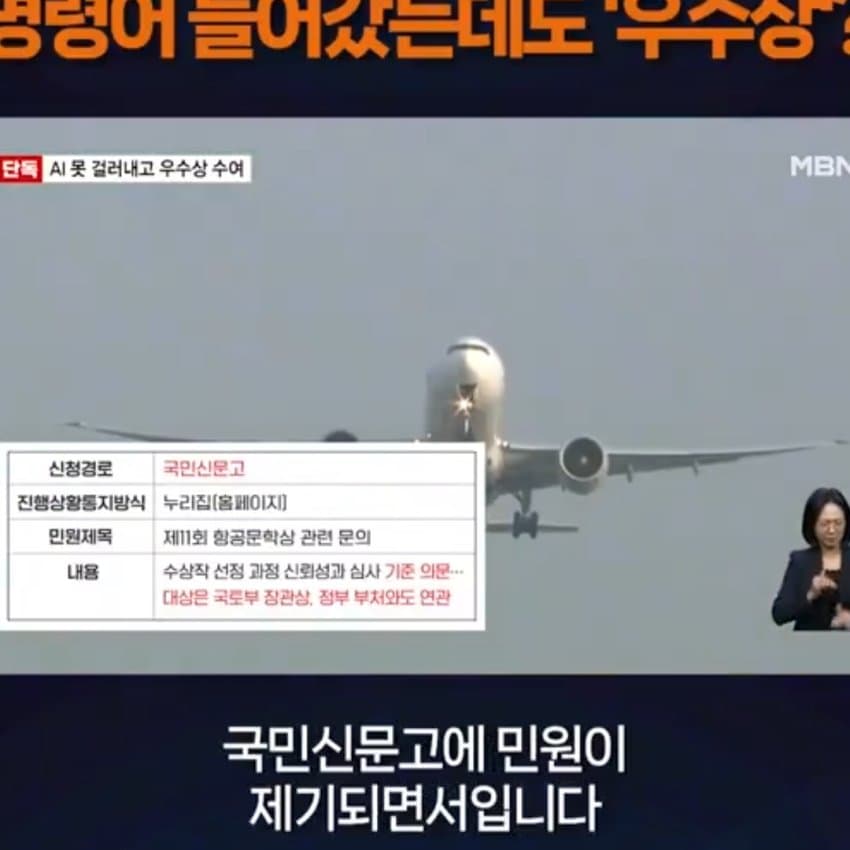 명령어 들어갔는데도 '우수상'?
단독 AI 못 걸러내고 우수상 수여
MBN
신청경로 국민신문고
진행상황통지방식 누리집(홈페이지)
민원제목 제11회 항공문학상 관련 문의
내용 수상작 선정 과정 신뢰성과 심사 기준 의문…
대상은 국토부 장관상, 정부 부처와도 연관
국민신문고에 민원이
제기되면서입니다